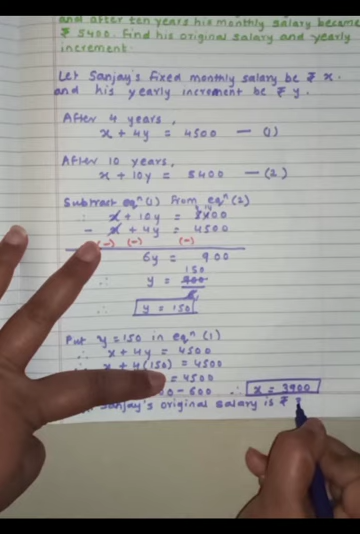 and after ten years his monthly salary became
₹ 5400. Find his original salary and yearly
increment.
Let Sanjay's fixed monthly salary be ₹ x.
and his yearly increment be ₹ y.
After 4 years,
x + 4y = 4500 — (1)
After 10 years,
x + 10y = 5400 — (2)
Subtract eqⁿ (1) from eqⁿ (2)
∴ x + 10y = 5400
- x + 4y = 4500
(-) (-) (-)
6y = 900
150
∴ y = 900
∴ y = 150
Put y = 150 in eqⁿ (1)
∴ x + 4y = 4500
∴ x + 4(150) = 4500
= 4500
- 600 ∴ x = 3900
Sanjay's original salary is ₹